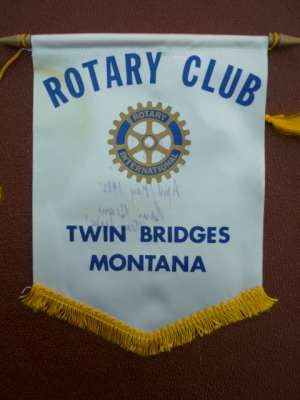 ROTARY CLUB
ROTARY
INTERNATIONAL
TWIN BRIDGES
MONTANA